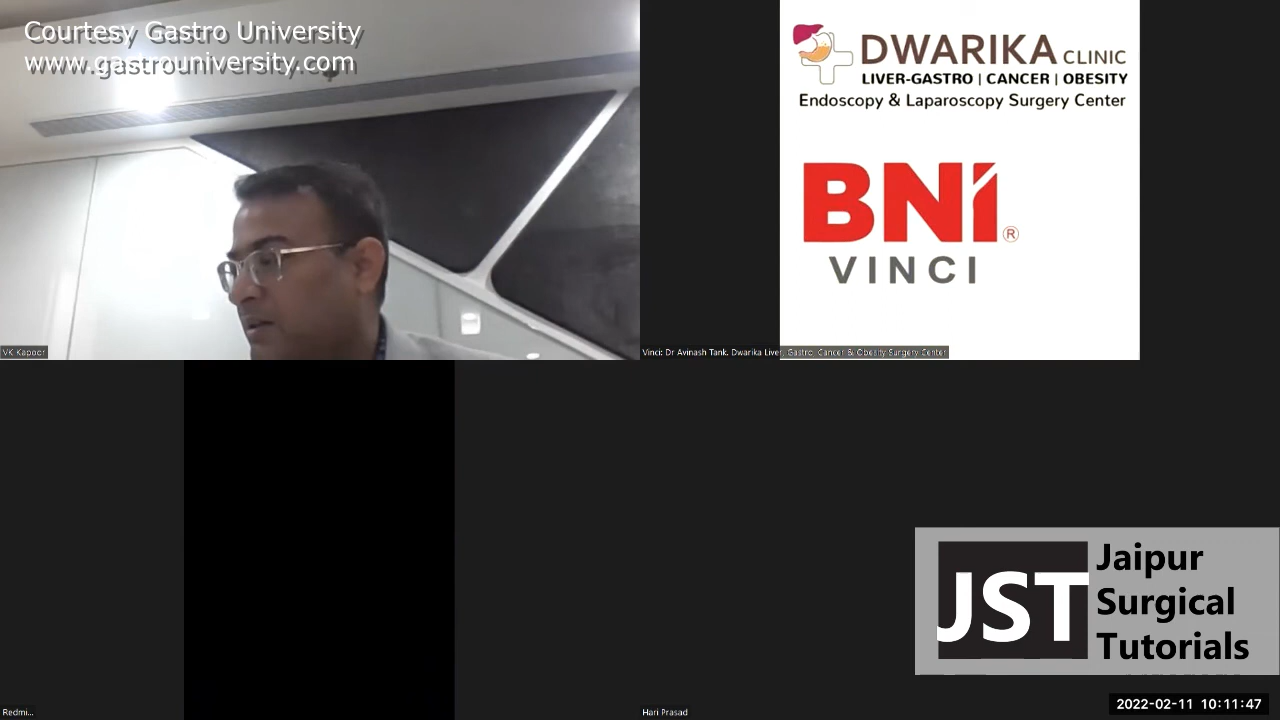 Courtesy Gastro University
www.gastrouniversity.com
DWARIKA CLINIC
LIVER-GASTRO | CANCER | OBESITY
Endoscopy & Laparoscopy Surgery Center
BNI ®
VINCI
VK Kapoor
Vinci: Dr Avinash Tank, Dwarika Liver, Gastro, Cancer & Obesity Surgery Center
JST
Jaipur
Surgical
Tutorials
Redmi...
Hari Prasad
2022-02-11 10:11:47